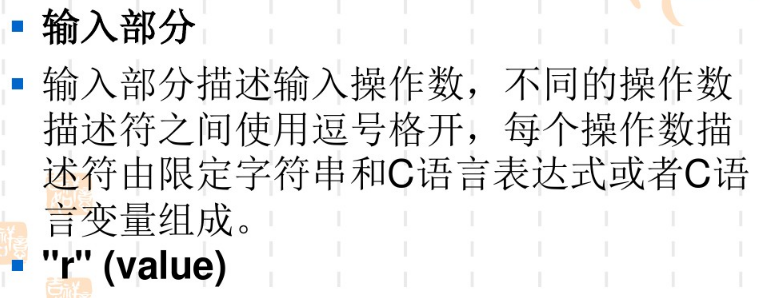 输入部分
输入部分描述输入操作数，不同的操作数
描述符之间使用逗号格开，每个操作数描
述符由限定字符串和C语言表达式或者C语
言变量组成。
"r" (value)